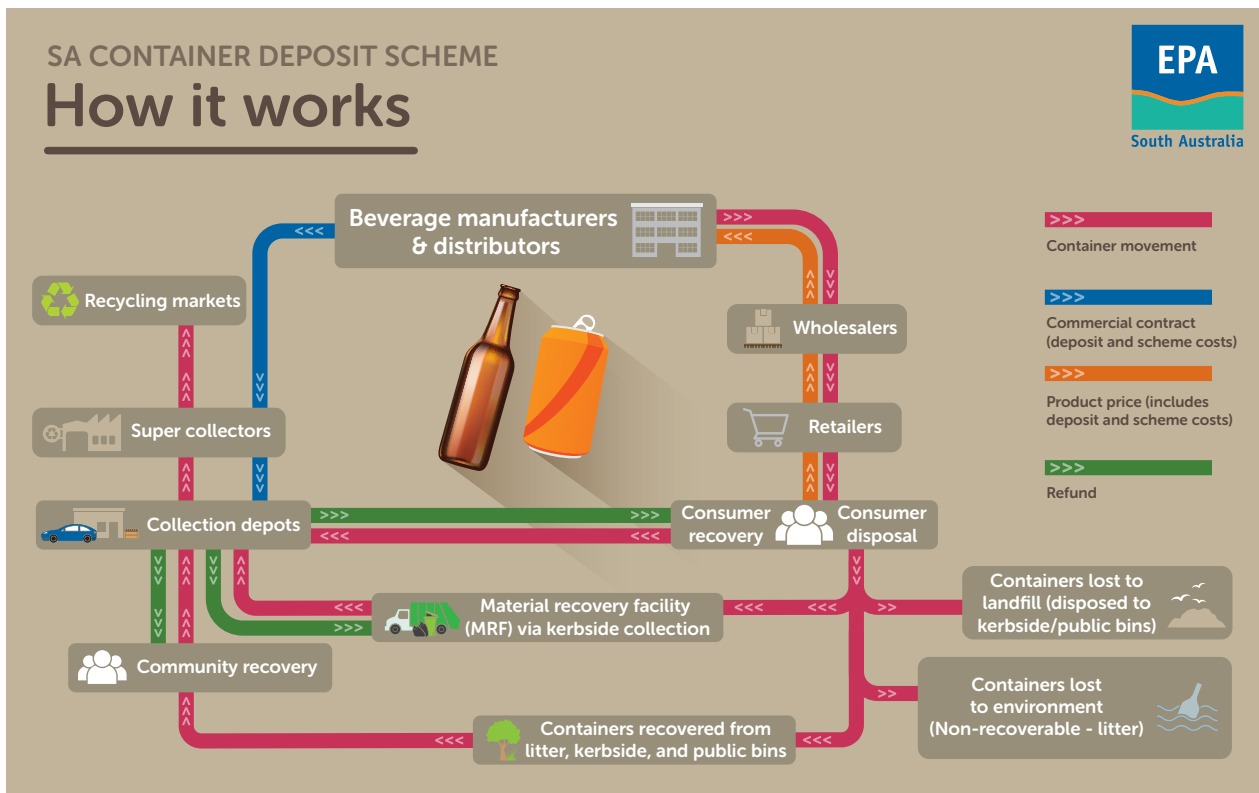 SA CONTAINER DEPOSIT SCHEME
How it works
EPA
South Australia
Beverage manufacturers
& distributors
>>>
<<<
<<<
Recycling markets
Wholesalers
Super collectors
Retailers
Collection depots
>>>
>>>
<<<
<<<
Consumer
recovery
Consumer
disposal
<<<
>>>
Material recovery facility
(MRF) via kerbside collection
<<<
<<<
>>
Containers lost to
landfill (disposed to
kerbside/public bins)
Community recovery
>>
Containers lost
to environment
(Non-recoverable - litter)
<<<
Containers recovered from
litter, kerbside, and public bins
<<<
>>>
Container movement
>>>
Commercial contract
(deposit and scheme costs)
>>>
Product price (includes
deposit and scheme costs)
>>>
Refund